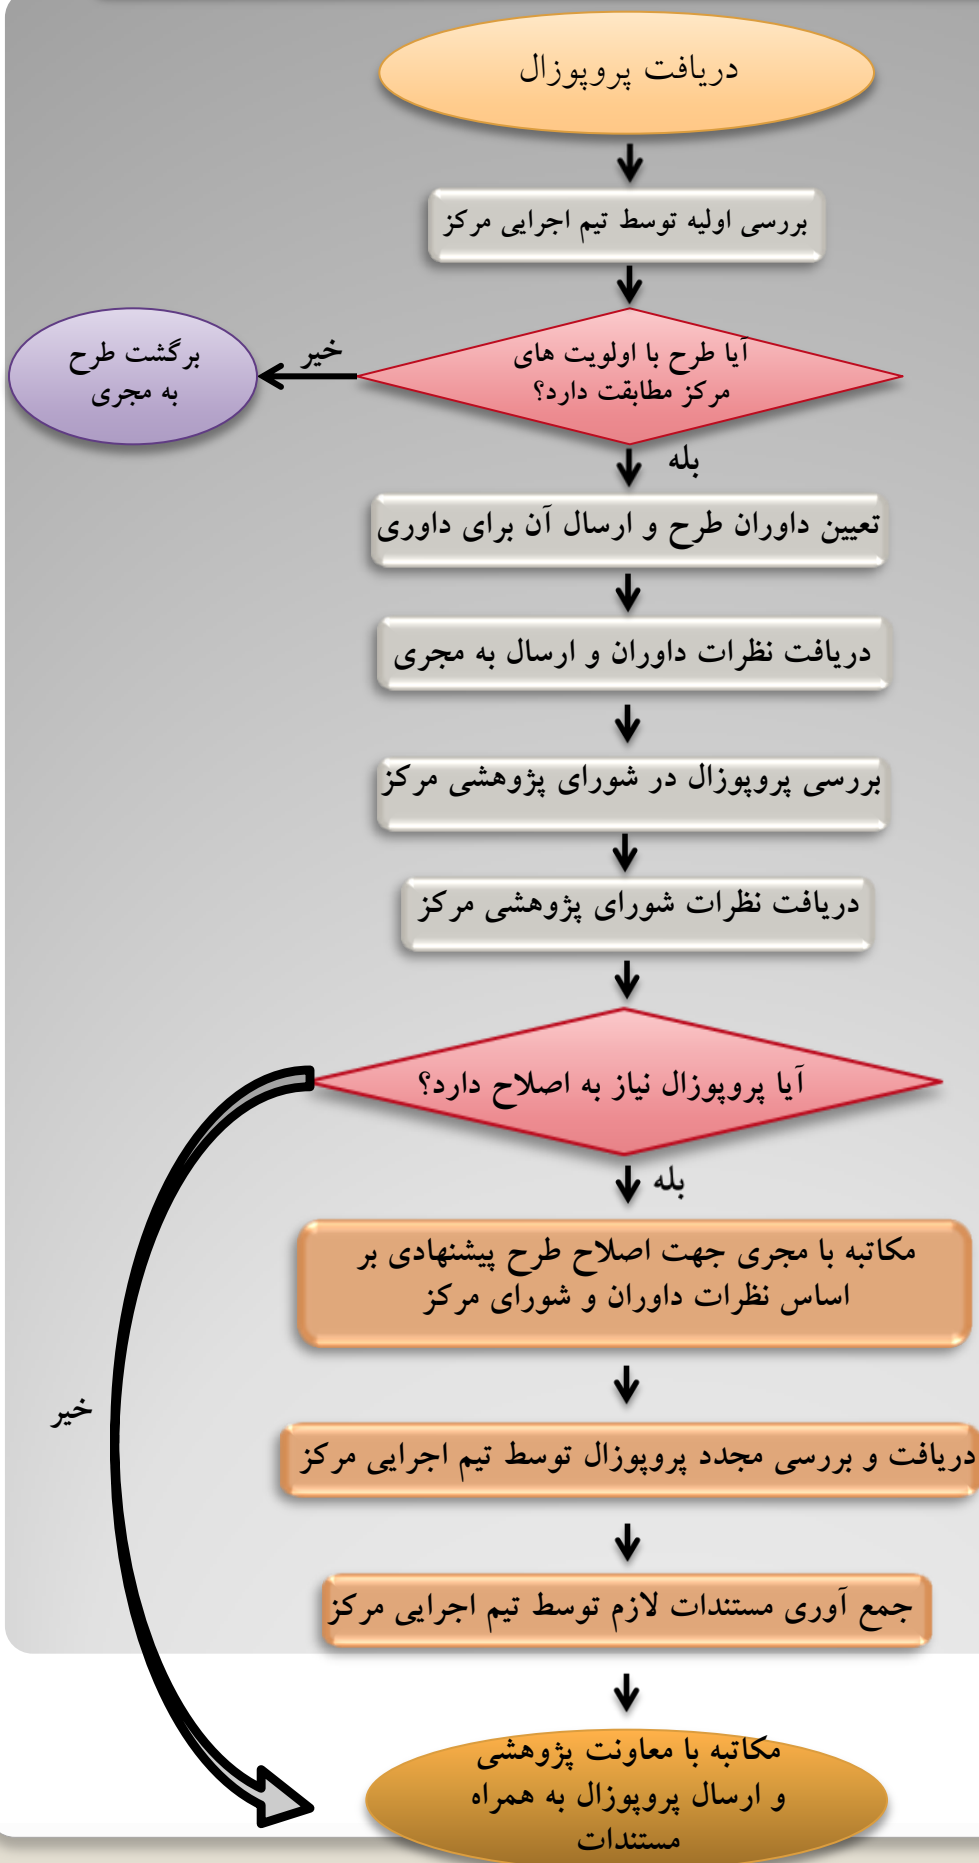 دریافت پروپوزال
بررسی اولیه توسط تیم اجرایی مرکز
آیا طرح با اولویت های
مرکز مطابقت دارد؟
خیر
برگشت طرح
به مجری
بله
تعیین داوران طرح و ارسال آن برای داوری
دریافت نظرات داوران و ارسال به مجری
بررسی پروپوزال در شورای پژوهشی مرکز
دریافت نظرات شورای پژوهشی مرکز
آیا پروپوزال نیاز به اصلاح دارد؟
بله
مکاتبه با مجری جهت اصلاح طرح پیشنهادی بر
اساس نظرات داوران و شورای مرکز
خیر
دریافت و بررسی مجدد پروپوزال توسط تیم اجرایی مرکز
جمع آوری مستندات لازم توسط تیم اجرایی مرکز
مکاتبه با معاونت پژوهشی
و ارسال پروپوزال به همراه
مستندات